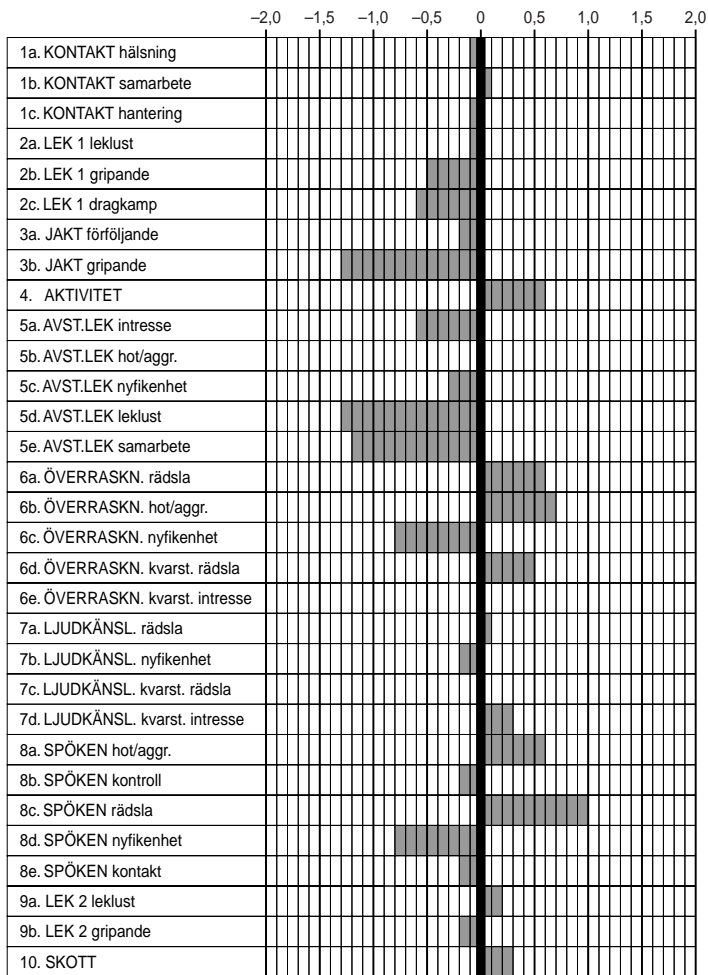 –2,0 –1,5 –1,0 –0,5 0 0,5 1,0 1,5 2,0
1a. KONTAKT hälsning
1b. KONTAKT samarbete
1c. KONTAKT hantering
2a. LEK 1 leklust
2b. LEK 1 gripande
2c. LEK 1 dragkamp
3a. JAKT förföljande
3b. JAKT gripande
4. AKTIVITET
5a. AVST.LEK intresse
5b. AVST.LEK hot/aggr.
5c. AVST.LEK nyfikenhet
5d. AVST.LEK leklust
5e. AVST.LEK samarbete
6a. ÖVERRASKN. rädsla
6b. ÖVERRASKN. hot/aggr.
6c. ÖVERRASKN. nyfikenhet
6d. ÖVERRASKN. kvarst. rädsla
6e. ÖVERRASKN. kvarst. intresse
7a. LJUDKÄNSL. rädsla
7b. LJUDKÄNSL. nyfikenhet
7c. LJUDKÄNSL. kvarst. rädsla
7d. LJUDKÄNSL. kvarst. intresse
8a. SPÖKEN hot/aggr.
8b. SPÖKEN kontroll
8c. SPÖKEN rädsla
8d. SPÖKEN nyfikenhet
8e. SPÖKEN kontakt
9a. LEK 2 leklust
9b. LEK 2 gripande
10. SKOTT